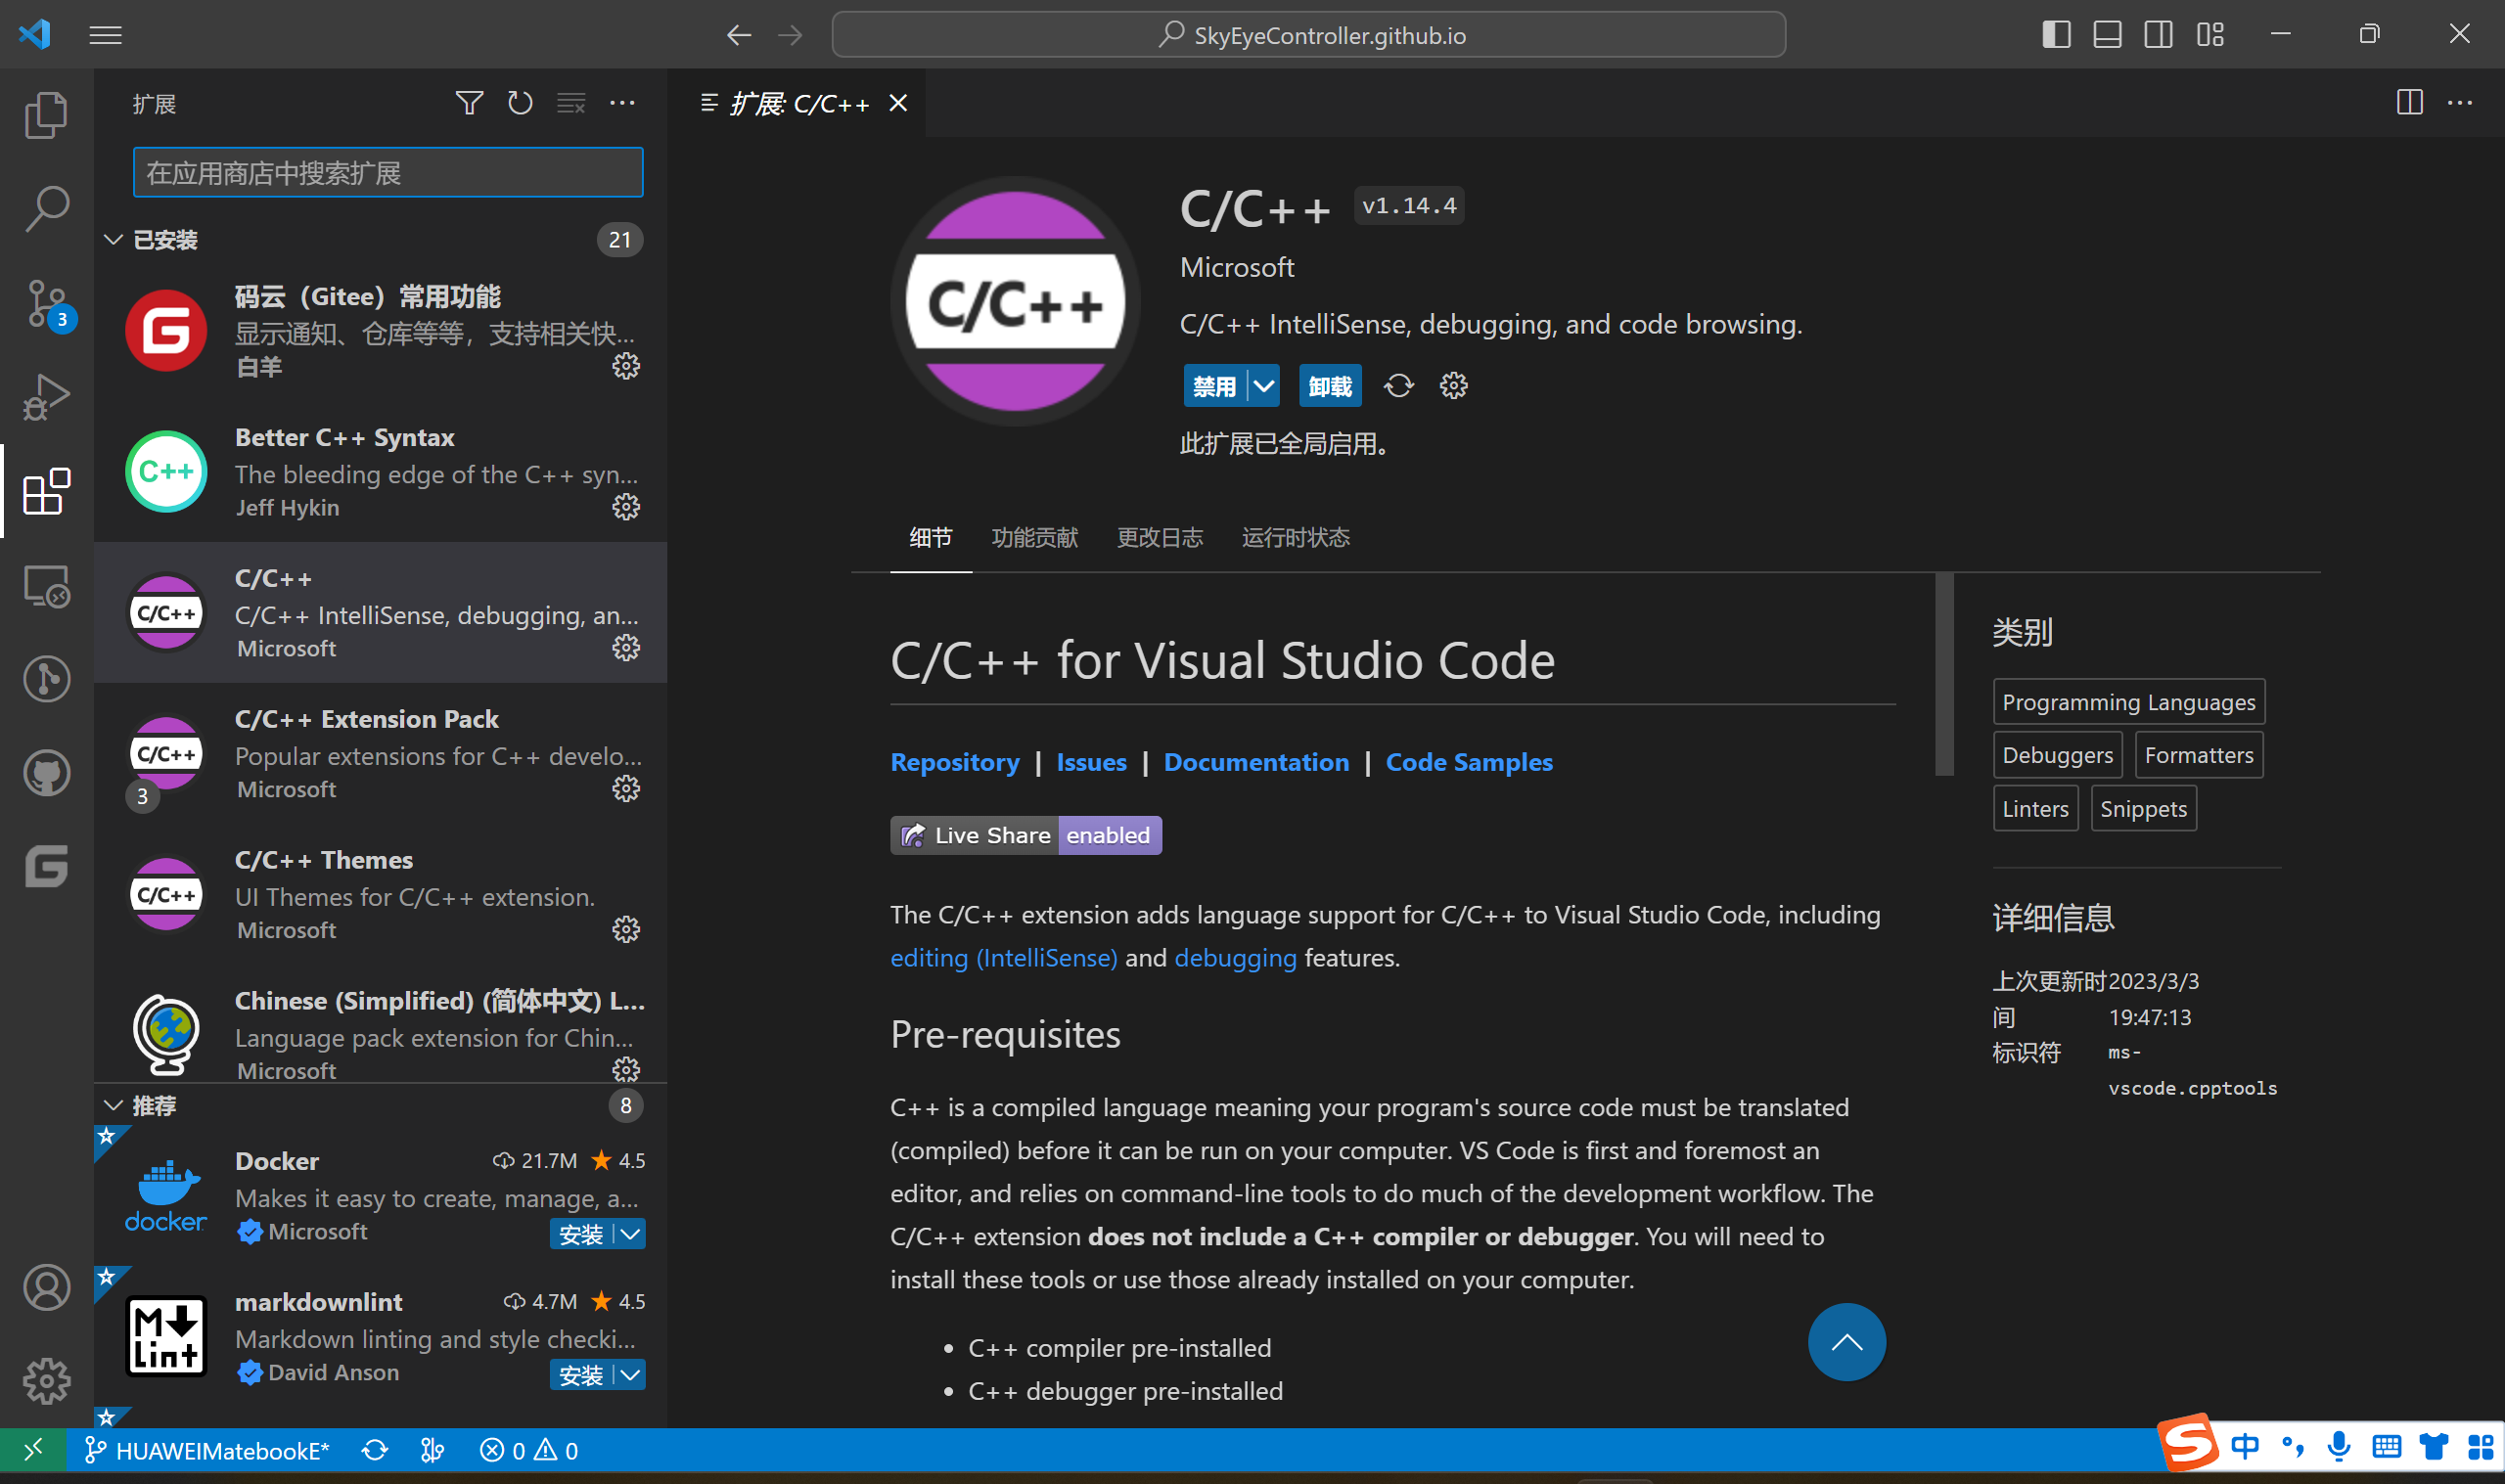 SkyEyeController.github.io
扩展
在应用商店中搜索扩展
已安装
21
码云（Gitee）常用功能
显示通知、仓库等等，支持相关快...
白羊
3
C++
Better C++ Syntax
The bleeding edge of the C++ syn...
Jeff Hykin
C/C++
C/C++
C/C++ IntelliSense, debugging, an...
Microsoft
C/C++
3
C/C++ Extension Pack
Popular extensions for C++ develo...
Microsoft
C/C++
C/C++ Themes
UI Themes for C/C++ extension.
Microsoft
Chinese (Simplified) (简体中文) L...
Language pack extension for Chin...
Microsoft
推荐
8
docker
Docker
21.7M
4.5
Makes it easy to create, manage, a...
Microsoft
安装
M
Lint
markdownlint
4.7M
4.5
Markdown linting and style checki...
David Anson
安装
扩展: C/C++
C/C++
C/C++ v1.14.4
Microsoft
C/C++ IntelliSense, debugging, and code browsing.
禁用
卸载
此扩展已全局启用。
细节 功能贡献 更改日志 运行时状态
C/C++ for Visual Studio Code
Repository | Issues | Documentation | Code Samples
Live Share enabled
The C/C++ extension adds language support for C/C++ to Visual Studio Code, including
editing (IntelliSense) and debugging features.
Pre-requisites
C++ is a compiled language meaning your program's source code must be translated
(compiled) before it can be run on your computer. VS Code is first and foremost an
editor, and relies on command-line tools to do much of the development workflow. The
C/C++ extension does not include a C++ compiler or debugger. You will need to
install these tools or use those already installed on your computer.
• C++ compiler pre-installed
• C++ debugger pre-installed
类别
Programming Languages
Debuggers
Formatters
Linters
Snippets
详细信息
上次更新时 2023/3/3
间 19:47:13
标识符 ms-
vscode.cpptools
HUAWEIMatebookE*
0
0
中